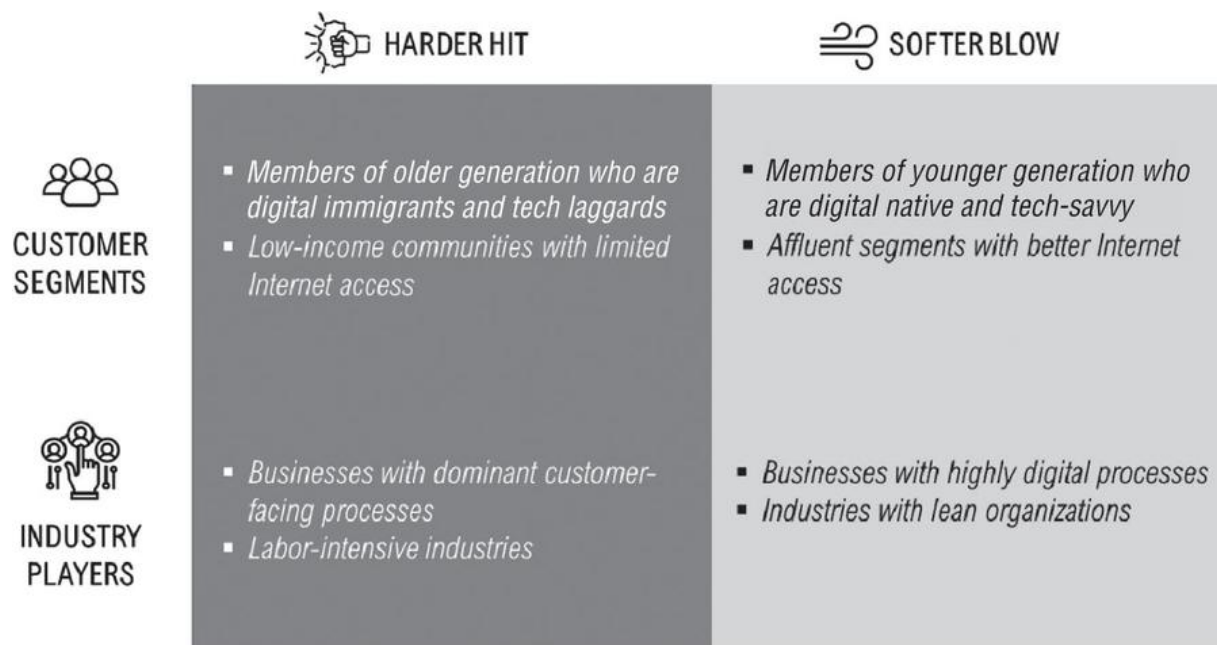 HARDER HIT
SOFTER BLOW
CUSTOMER
SEGMENTS
▪ Members of older generation who are
digital immigrants and tech laggards
▪ Low-income communities with limited
Internet access
▪ Members of younger generation who
are digital native and tech-savvy
▪ Affluent segments with better Internet
access
INDUSTRY
PLAYERS
▪ Businesses with dominant customer-
facing processes
▪ Labor-intensive industries
▪ Businesses with highly digital processes
▪ Industries with lean organizations